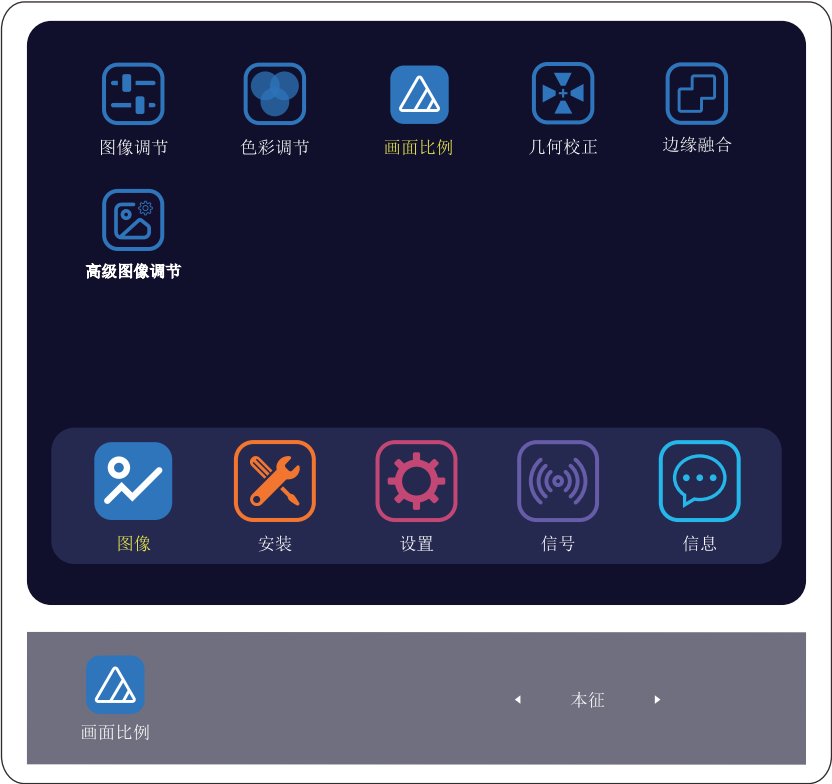 图像调节 色彩调节 画面比例 几何校正 边缘融合
高级图像调节
图像 安装 设置 信号 信息
本征
画面比例